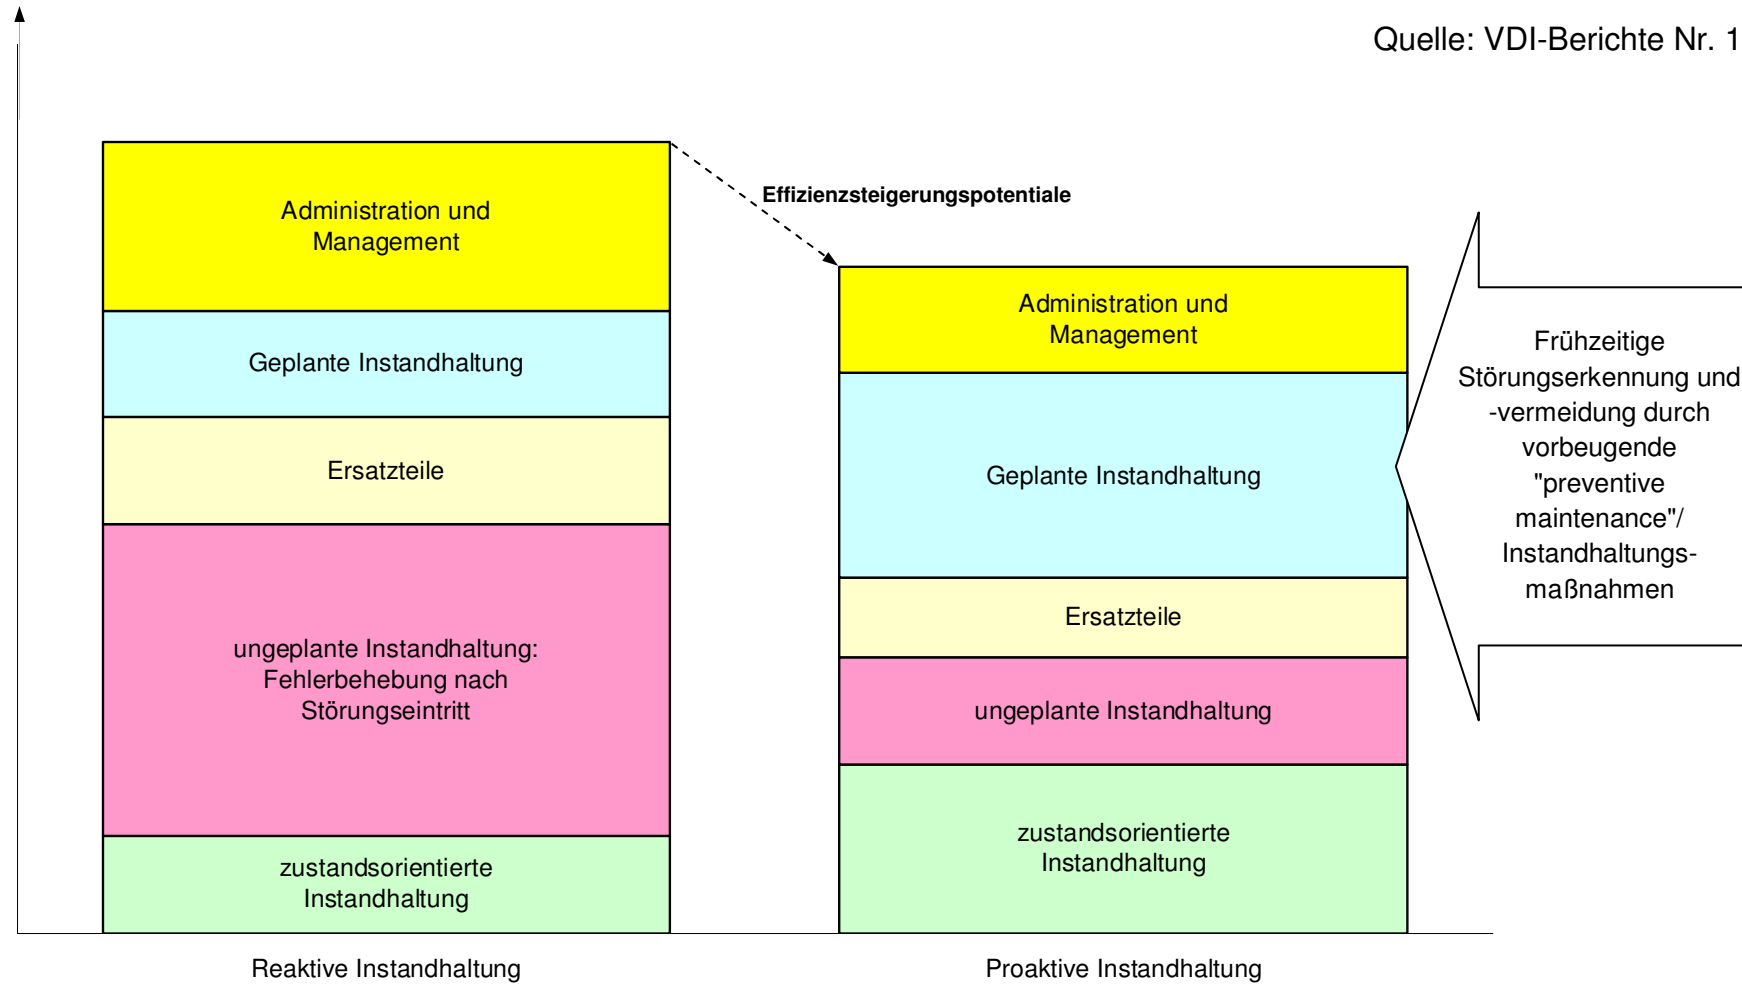 Quelle: VDI-Berichte Nr. 1
Administration und
Management
Geplante Instandhaltung
Ersatzteile
ungeplante Instandhaltung:
Fehlerbehebung nach
Störungseintritt
zustandsorientierte
Instandhaltung
Reaktive Instandhaltung
Effizienzsteigerungspotentiale
Administration und
Management
Geplante Instandhaltung
Ersatzteile
ungeplante Instandhaltung
zustandsorientierte
Instandhaltung
Proaktive Instandhaltung
Frühzeitige
Störungserkennung und
-vermeidung durch
vorbeugende
"preventive
maintenance"/
Instandhaltungs-
maßnahmen